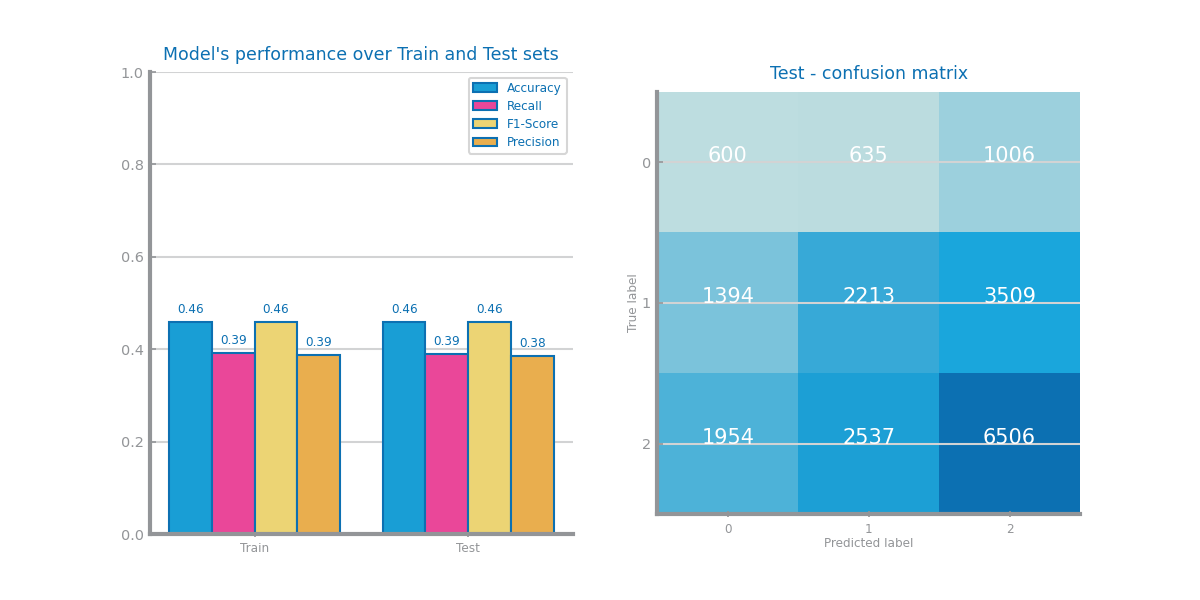 Model's performance over Train and Test sets
1.0
0.8
0.6
0.4
0.2
0.0
Accuracy
Recall
F1-Score
Precision
0.46
0.39
0.46
0.39
0.46
0.39
0.46
0.38
Train
Test
Test - confusion matrix
True label
0
1
2
600 635 1006
1394 2213 3509
1954 2537 6506
0 1 2
Predicted label